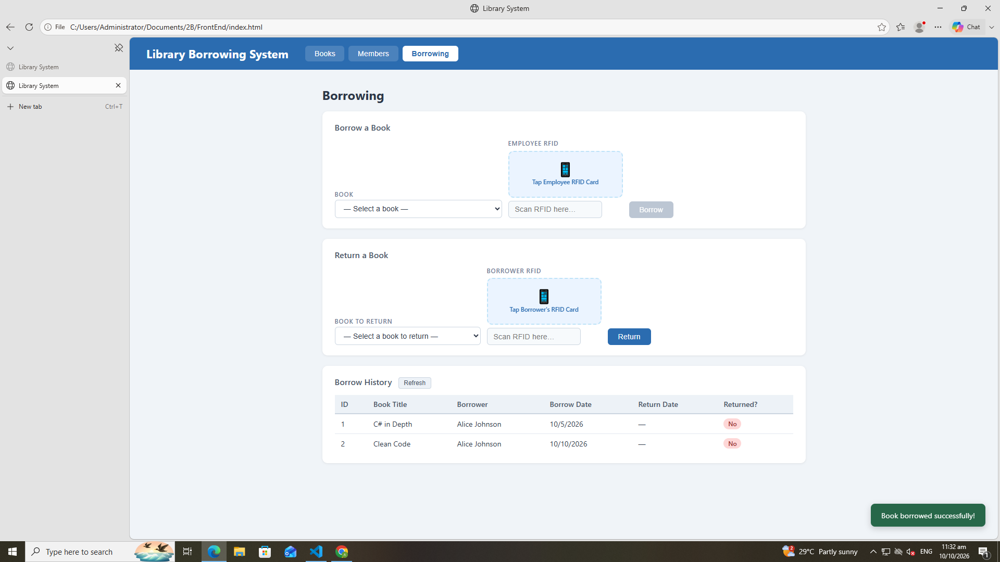 Library System
File C:/Users/Administrator/Documents/2B/FrontEnd/index.html
Chat
Library System
Library System
New tab Ctrl+T
Library Borrowing System Books Members Borrowing
Borrowing
Borrow a Book
EMPLOYEE RFID
Tap Employee RFID Card
BOOK
— Select a book — Scan RFID here... Borrow
Return a Book
BORROWER RFID
Tap Borrower's RFID Card
BOOK TO RETURN
— Select a book to return — Scan RFID here... Return
Borrow History Refresh
ID Book Title Borrower Borrow Date Return Date Returned?
1 C# in Depth Alice Johnson 10/5/2026 — No
2 Clean Code Alice Johnson 10/10/2026 — No
Book borrowed successfully!
Type here to search
2
29°C Partly sunny
ENG
11:32 am
10/10/2026
1